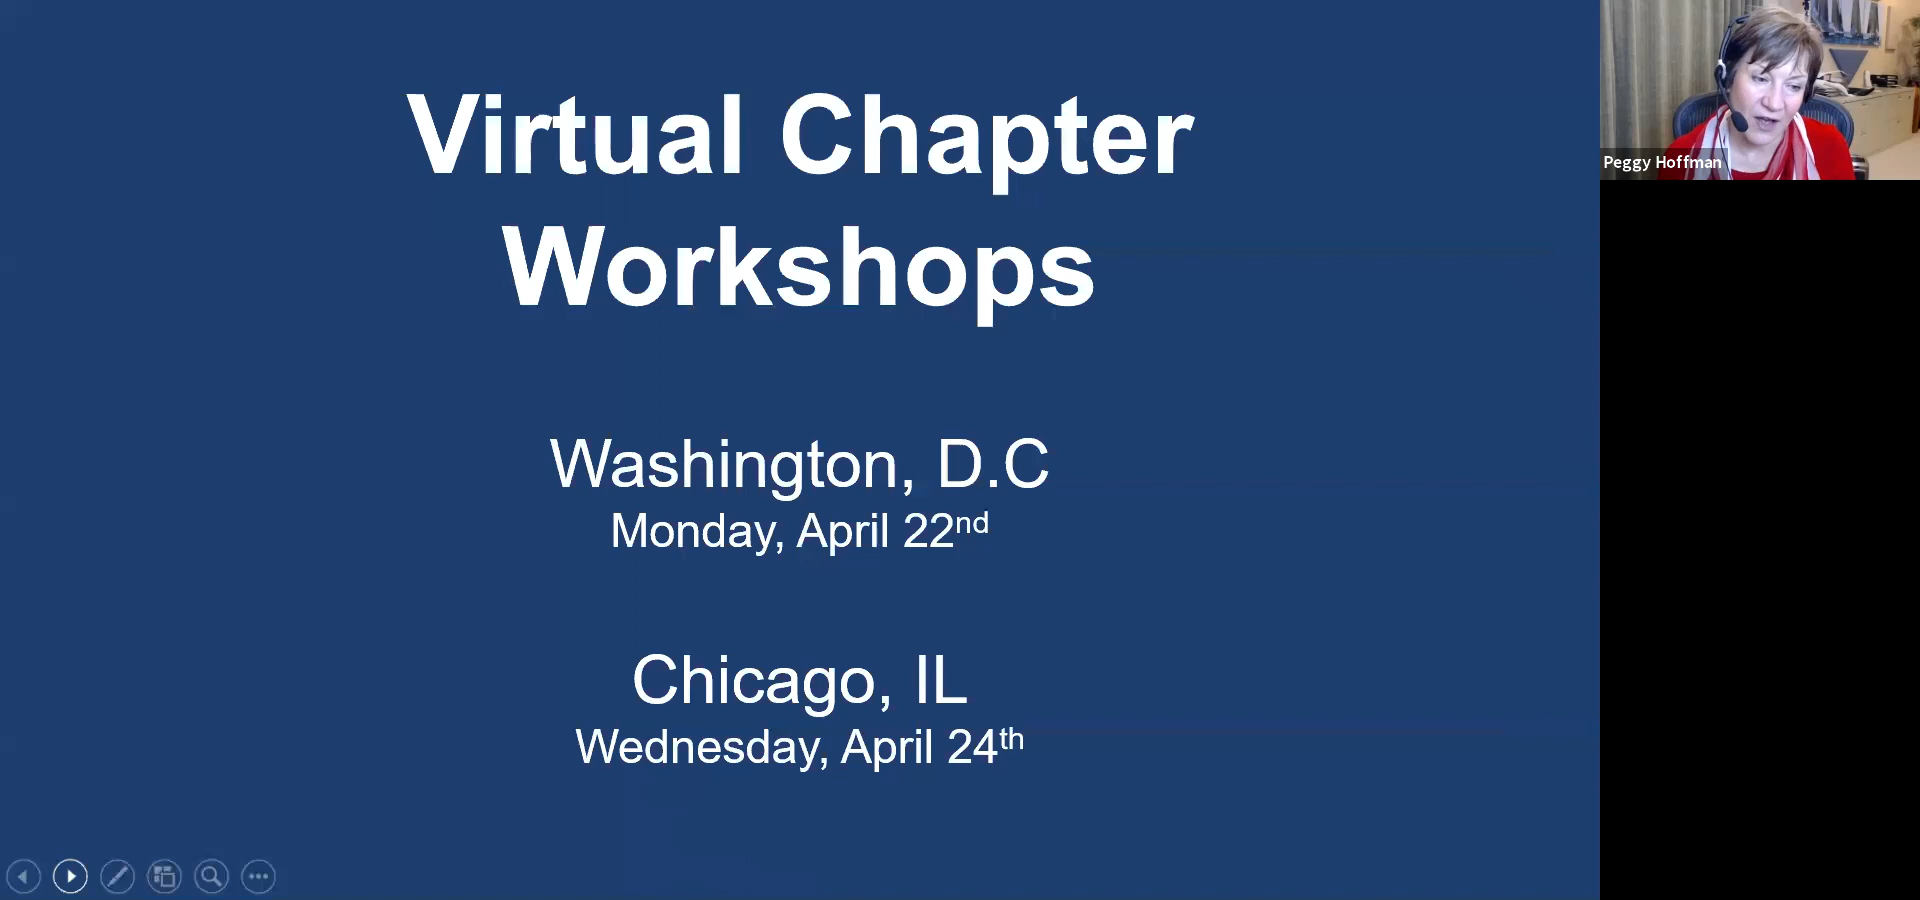 Virtual Chapter
Workshops
Washington, D.C
Monday, April 22nd
Chicago, IL
Wednesday, April 24th
Peggy Hoffman